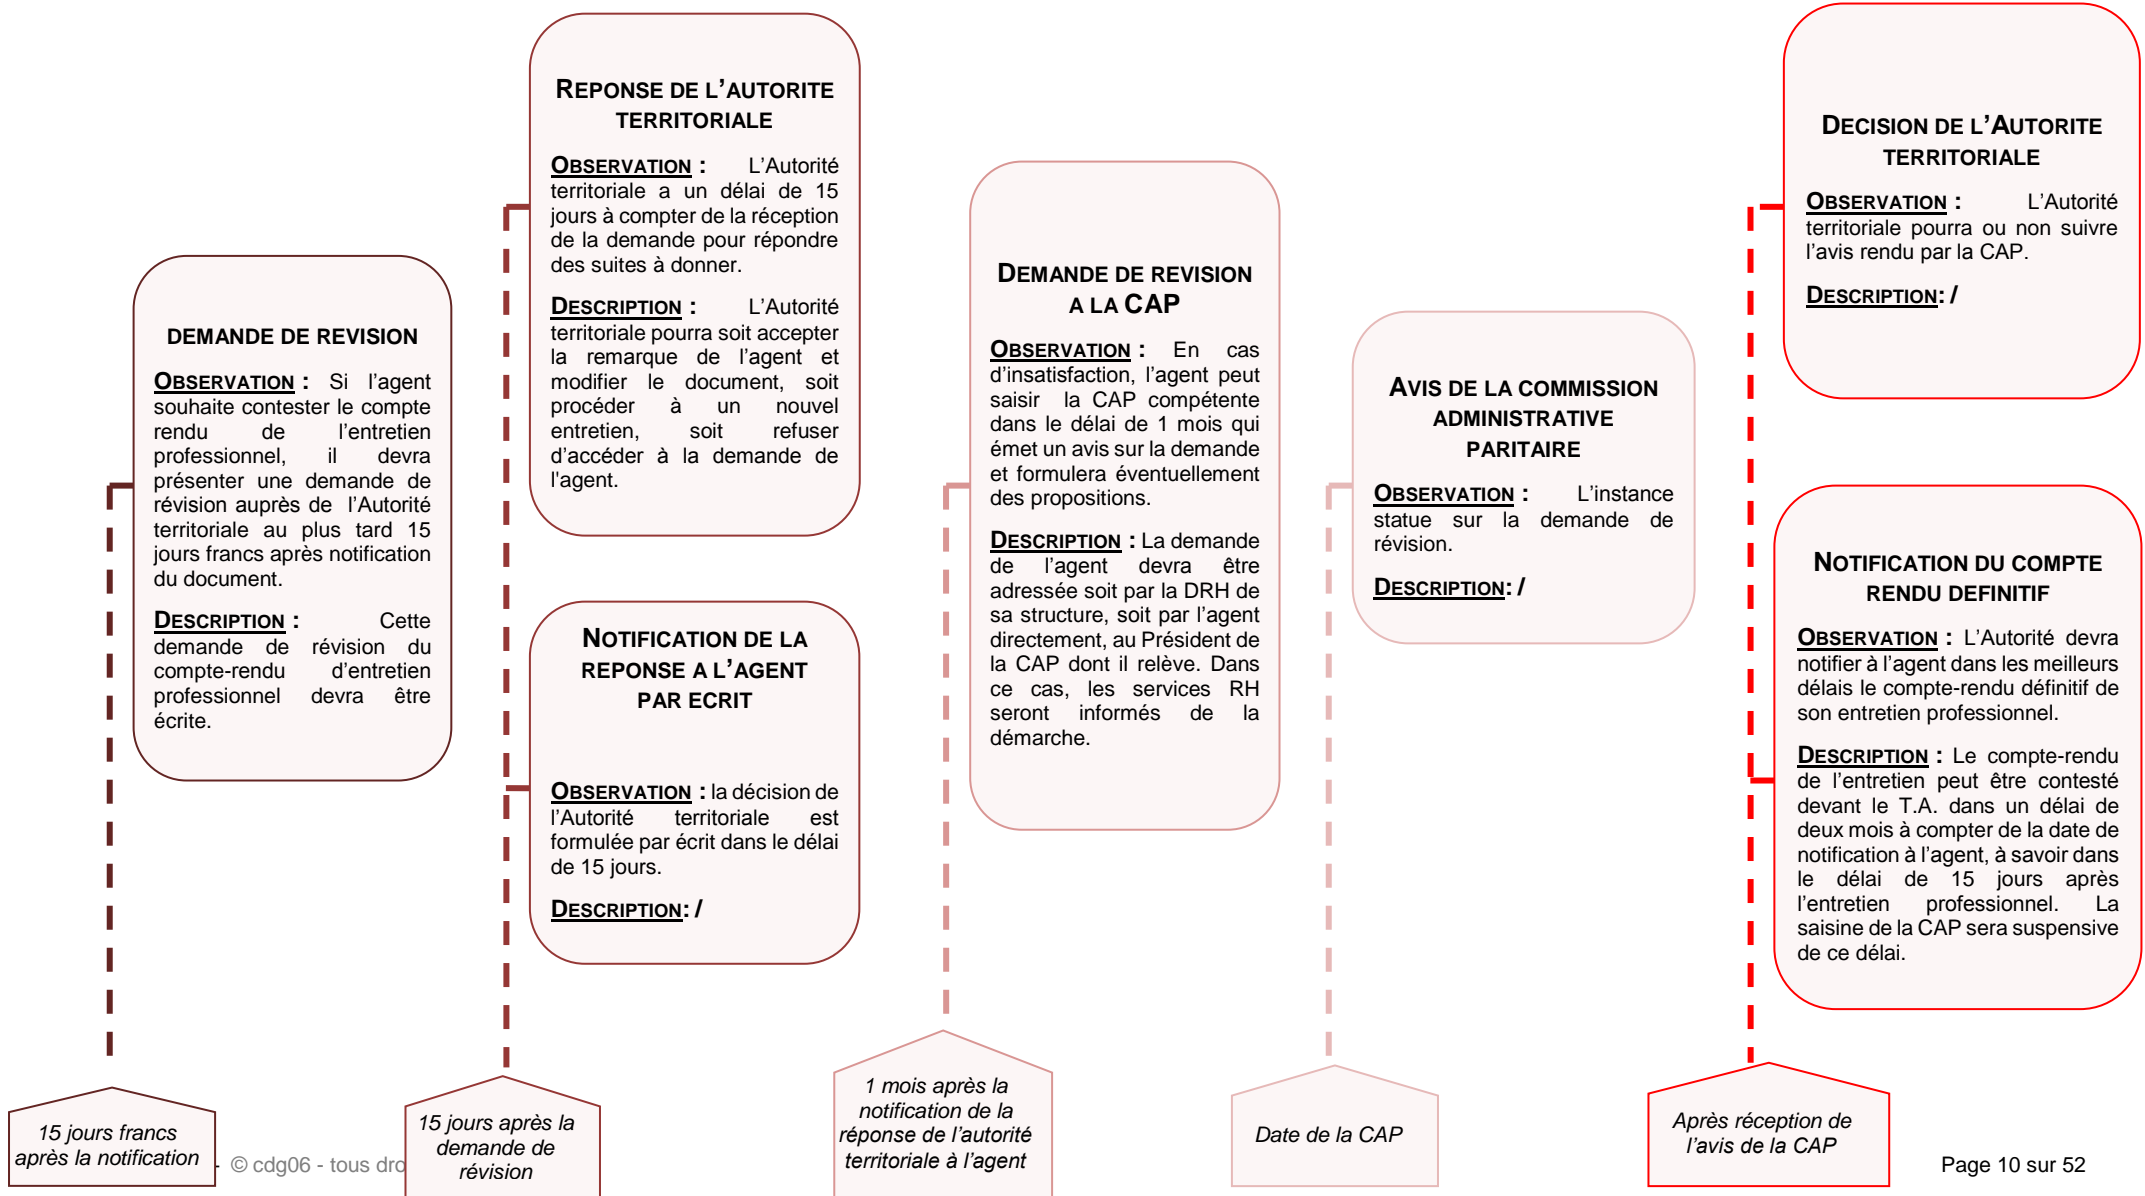 DEMANDE DE REVISION
OBSERVATION : Si l'agent
souhaite contester le compte
rendu de l'entretien
professionnel, il devra
présenter une demande de
révision auprès de l'Autorité
territoriale au plus tard 15
jours francs après notification
du document.
DESCRIPTION : Cette
demande de révision du
compte-rendu d'entretien
professionnel devra être
écrite.
REPONSE DE L'AUTORITE
TERRITORIALE
OBSERVATION : L'Autorité
territoriale a un délai de 15
jours à compter de la réception
de la demande pour répondre
des suites à donner.
DESCRIPTION : L'Autorité
territoriale pourra soit accepter
la remarque de l'agent et
modifier le document, soit
procéder à un nouvel
entretien, soit refuser
d'accéder à la demande de
l'agent.
NOTIFICATION DE LA
REPONSE A L'AGENT
PAR ECRIT
OBSERVATION : la décision de
l'Autorité territoriale est
formulée par écrit dans le délai
de 15 jours.
DESCRIPTION: /
DEMANDE DE REVISION
A LA CAP
OBSERVATION : En cas
d'insatisfaction, l'agent peut
saisir la CAP compétente
dans le délai de 1 mois qui
émet un avis sur la demande
et formulera éventuellement
des propositions.
DESCRIPTION : La demande
de l'agent devra être
adressée soit par la DRH de
sa structure, soit par l'agent
directement, au Président de
la CAP dont il relève. Dans
ce cas, les services RH
seront informés de la
démarche.
AVIS DE LA COMMISSION
ADMINISTRATIVE
PARITAIRE
OBSERVATION : L'instance
statue sur la demande de
révision.
DESCRIPTION: /
DECISION DE L'AUTORITE
TERRITORIALE
OBSERVATION : L'Autorité
territoriale pourra ou non suivre
l'avis rendu par la CAP.
DESCRIPTION: /
NOTIFICATION DU COMPTE
RENDU DEFINITIF
OBSERVATION : L'Autorité devra
notifier à l'agent dans les meilleurs
délais le compte-rendu définitif de
son entretien professionnel.
DESCRIPTION : Le compte-rendu
de l'entretien peut être contesté
devant le T.A. dans un délai de
deux mois à compter de la date de
notification à l'agent, à savoir dans
le délai de 15 jours après
l'entretien professionnel. La
saisine de la CAP sera suspensive
de ce délai.
15 jours francs
après la notification
15 jours après la
demande de
révision
1 mois après la
notification de la
réponse de l'autorité
territoriale à l'agent
Date de la CAP
Après réception de
l'avis de la CAP
- © cdg06 - tous dro
Page 10 sur 52